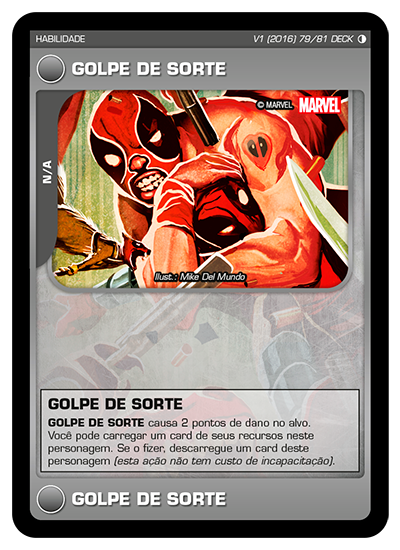 HABILIDADE
V1 (2016) 79/81 DECK
GOLPE DE SORTE
© MARVEL MARVEL
N/A
Ilust.: Mike Del Mundo
GOLPE DE SORTE
GOLPE DE SORTE causa 2 pontos de dano no alvo.
Você pode carregar um card de seus recursos neste
personagem. Se o fizer, descarregue um card deste
personagem (esta ação não tem custo de incapacitação).
GOLPE DE SORTE